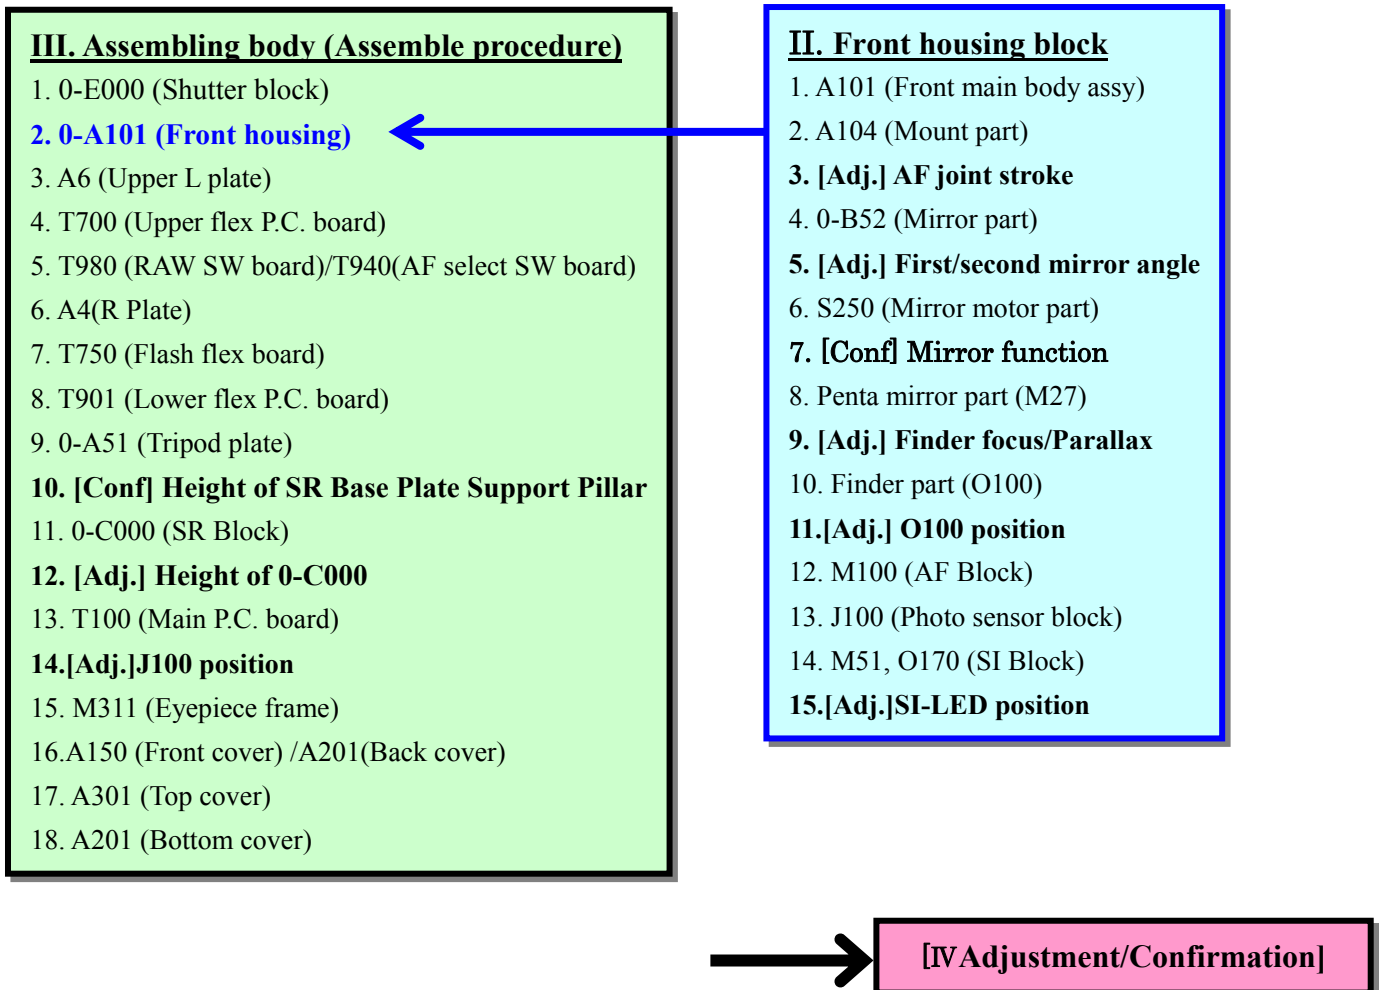 III. Assembling body (Assemble procedure)
1. 0-E000 (Shutter block)
2. 0-A101 (Front housing)
3. A6 (Upper L plate)
4. T700 (Upper flex P.C. board)
5. T980 (RAW SW board)/T940(AF select SW board)
6. A4(R Plate)
7. T750 (Flash flex board)
8. T901 (Lower flex P.C. board)
9. 0-A51 (Tripod plate)
10. [Conf] Height of SR Base Plate Support Pillar
11. 0-C000 (SR Block)
12. [Adj.] Height of 0-C000
13. T100 (Main P.C. board)
14.[Adj.]J100 position
15. M311 (Eyepiece frame)
16.A150 (Front cover) /A201(Back cover)
17. A301 (Top cover)
18. A201 (Bottom cover)
Ⅱ. Front housing block
1. A101 (Front main body assy)
2. A104 (Mount part)
3. [Adj.] AF joint stroke
4. 0-B52 (Mirror part)
5. [Adj.] First/second mirror angle
6. S250 (Mirror motor part)
7. [Conf] Mirror function
8. Penta mirror part (M27)
9. [Adj.] Finder focus/Parallax
10. Finder part (O100)
11.[Adj.] O100 position
12. M100 (AF Block)
13. J100 (Photo sensor block)
14. M51, O170 (SI Block)
15.[Adj.]SI-LED position
[ⅣAdjustment/Confirmation]